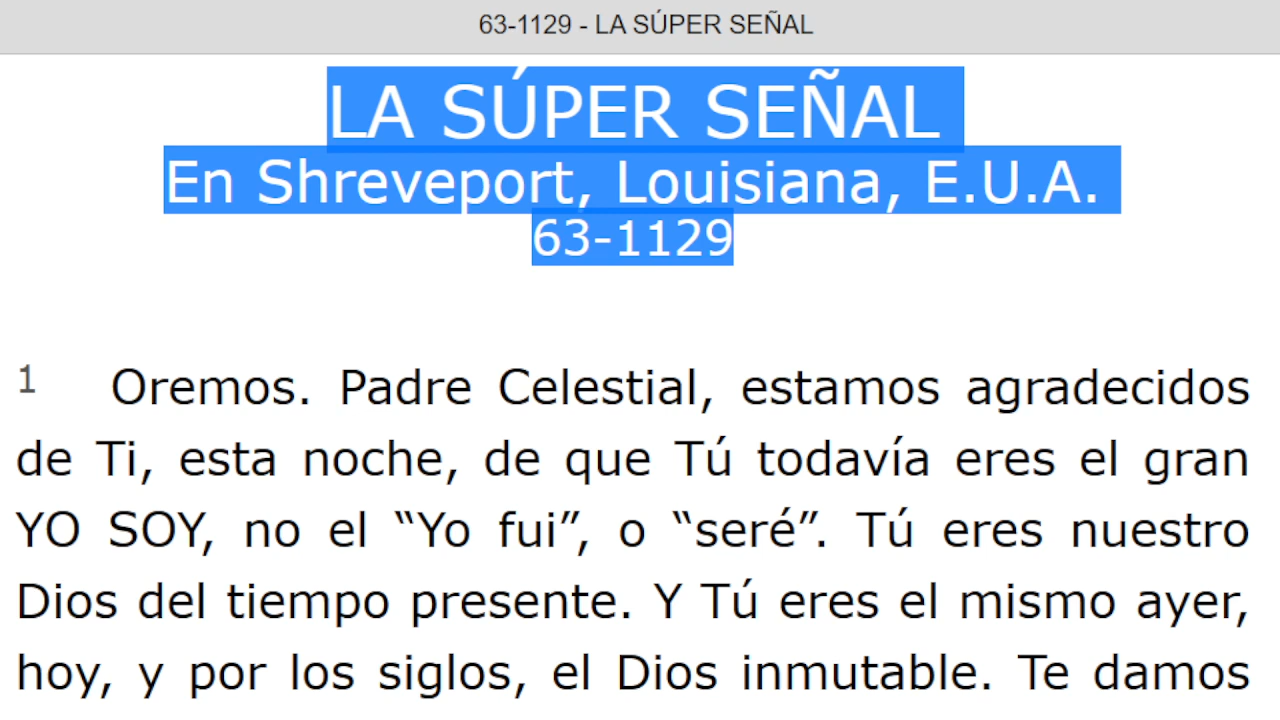 63-1129 - LA SÚPER SEÑAL
LA SÚPER SEÑAL
En Shreveport, Louisiana, E.U.A.
63-1129
1 Oremos. Padre Celestial, estamos agradecidos
de Ti, esta noche, de que Tú todavía eres el gran
YO SOY, no el “Yo fui”, o “seré”. Tú eres nuestro
Dios del tiempo presente. Y Tú eres el mismo ayer,
hoy, y por los siglos, el Dios inmutable. Te damos